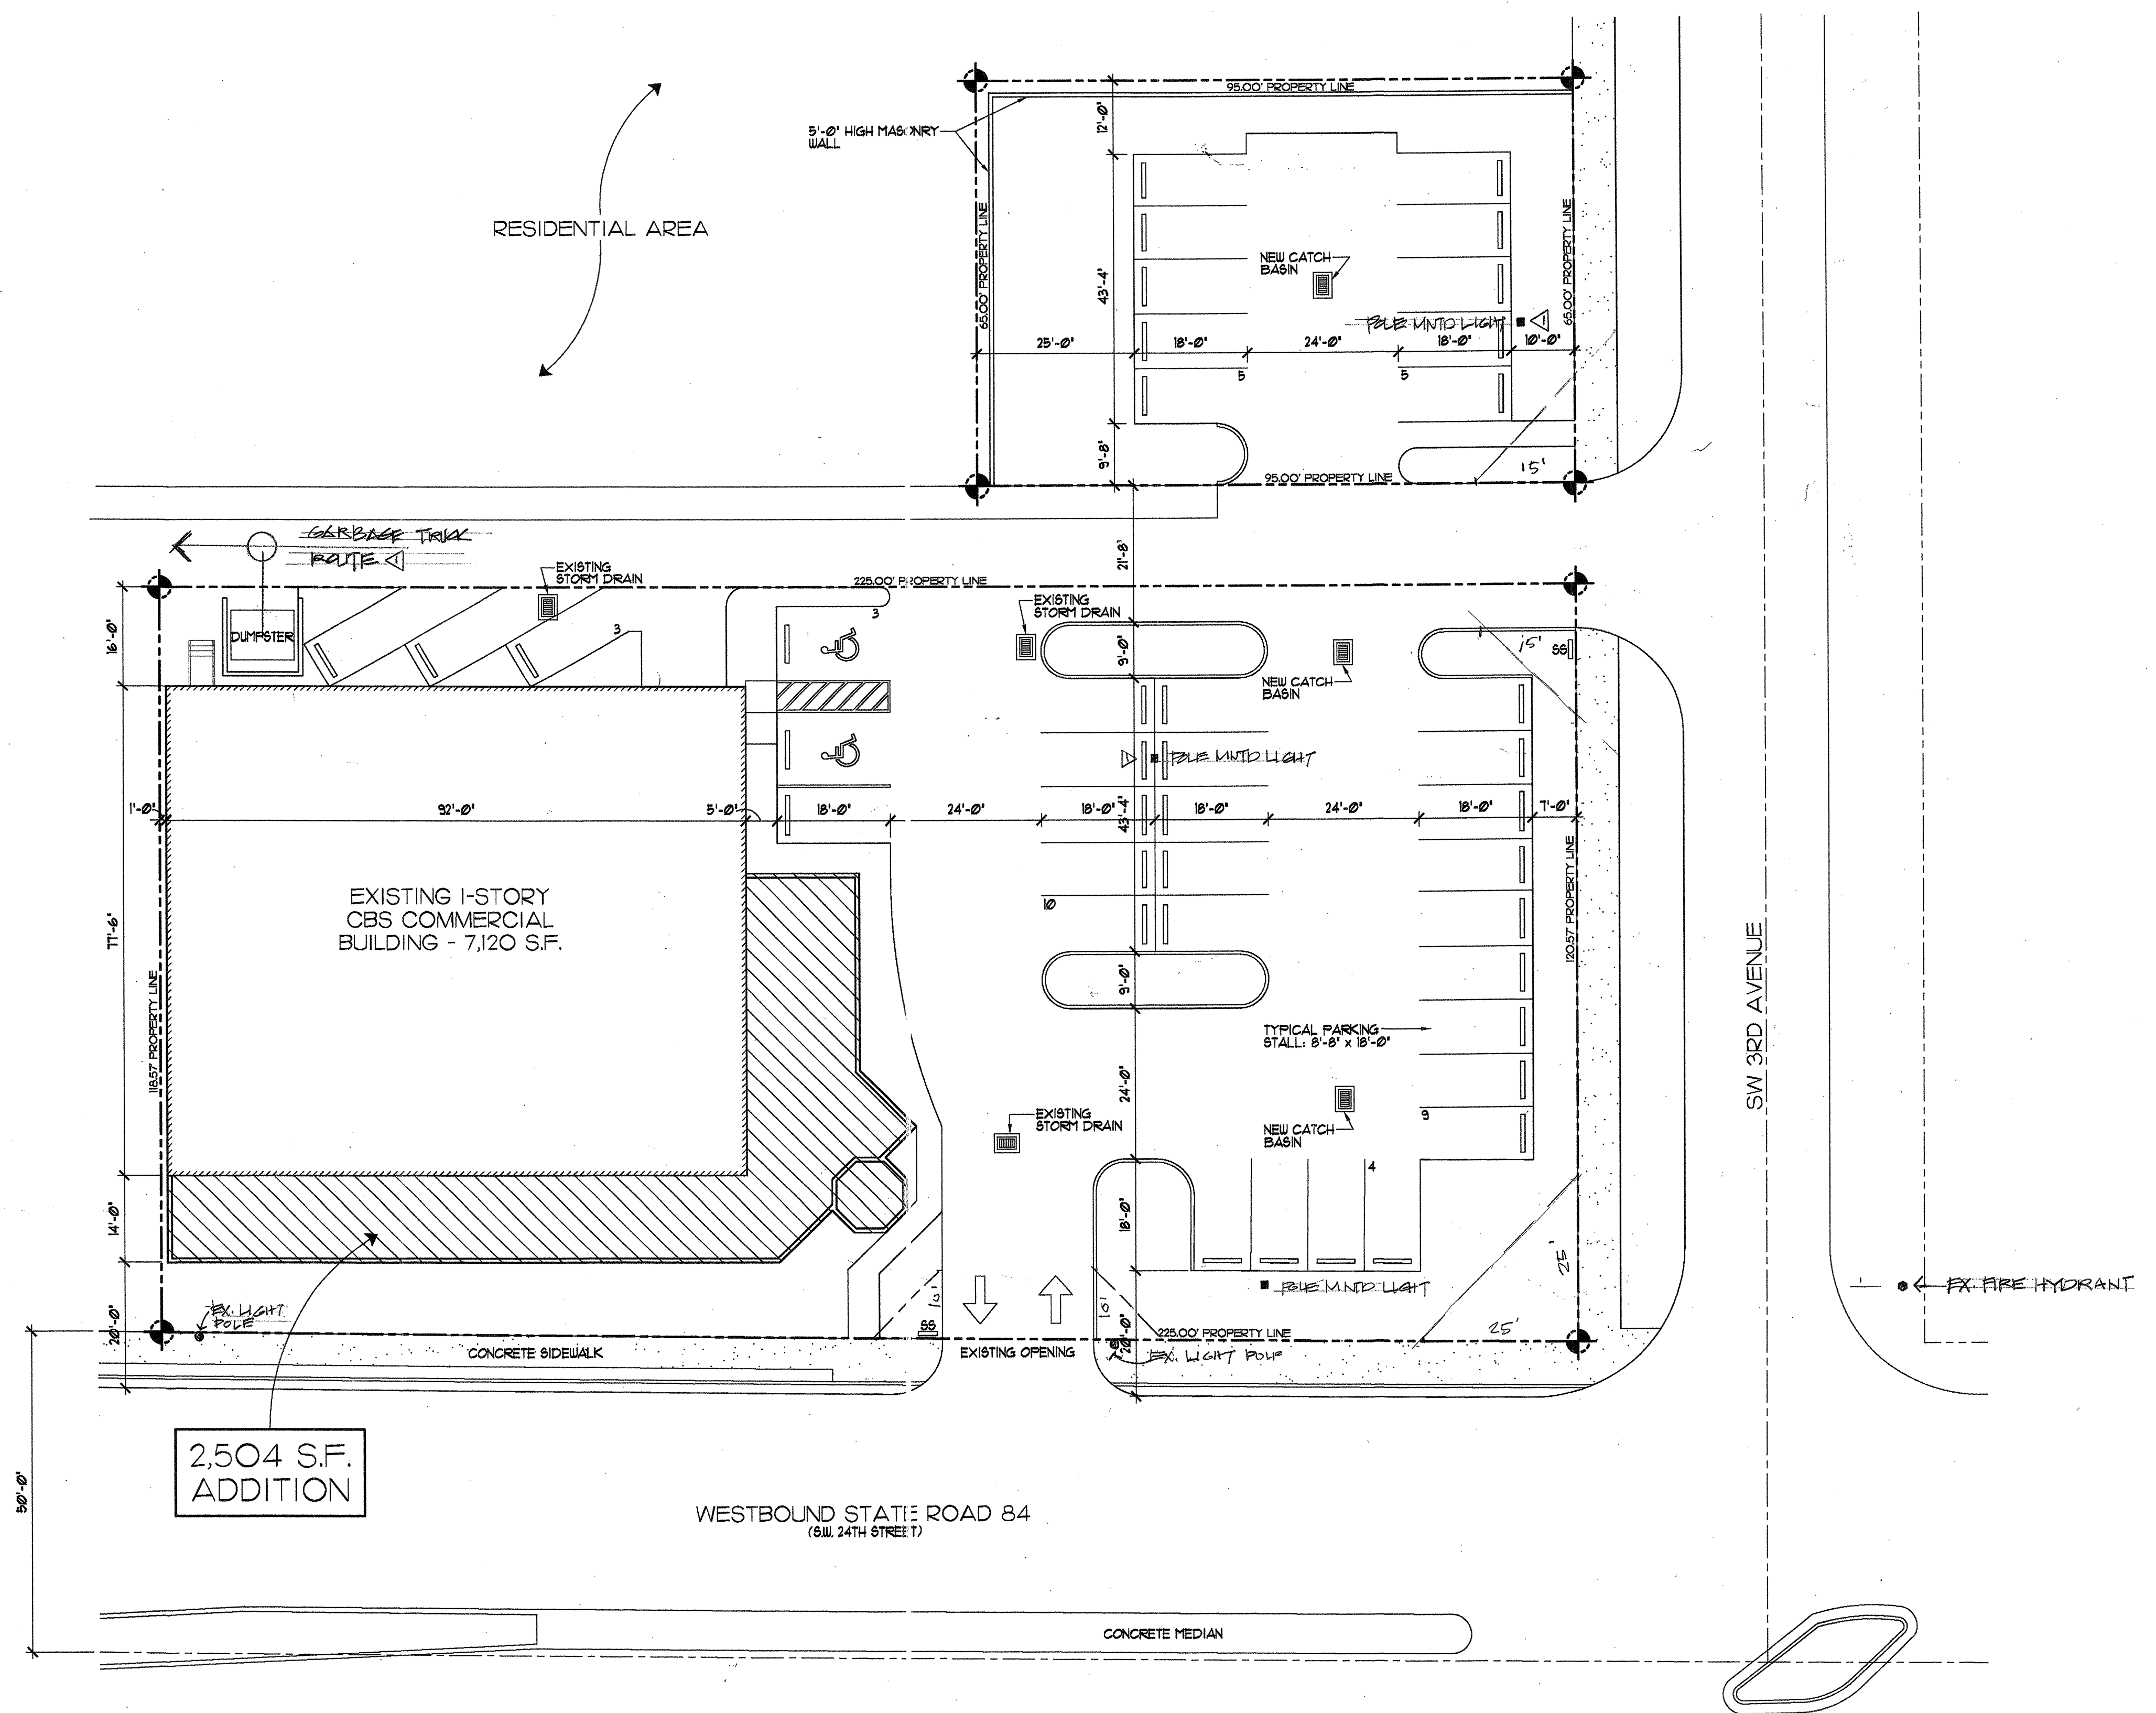 95.00' PROPERTY LINE
12'-0"
5'-0" HIGH MASONRY
WALL
RESIDENTIAL AREA
65.00' PROPERTY LINE
65.00' PROPERTY LINE
NEW CATCH
BASIN
43'-4"
POLE MNTD LIGHT
1
25'-0"
18'-0"
24'-0"
18'-0"
10'-0"
5
5
9'-8"
15'
95.00' PROPERTY LINE
GARBAGE TRUCK
ROUTE 1
EXISTING
STORM DRAIN
21'-8"
225.00' PROPERTY LINE
EXISTING
STORM DRAIN
3
DUMPSTER
3
16'-0"
9'-0"
15'
SS
NEW CATCH
BASIN
1
POLE MNTD LIGHT
1'-0"
92'-0"
5'-0"
18'-0"
24'-0"
18'-0"
43'-4"
18'-0"
24'-0"
18'-0"
7'-0"
EXISTING 1-STORY
CBS COMMERCIAL
BUILDING - 7,120 S.F.
77'-6"
10
120.57' PROPERTY LINE
118.57' PROPERTY LINE
9'-0"
SW 3RD AVENUE
TYPICAL PARKING
STALL: 8'-8" x 18'-0"
24'-0"
EXISTING
STORM DRAIN
NEW CATCH
BASIN
9
4
14'-0"
18'-0"
25'
POLE MNTD LIGHT
EX. FIRE HYDRANT
EX. LIGHT
POLE
20'-0"
10'
10'
SS
20'-0"
225.00' PROPERTY LINE
25'
CONCRETE SIDEWALK
EXISTING OPENING
EX. LIGHT POLE
2,504 S.F.
ADDITION
50'-0"
WESTBOUND STATE ROAD 84
(S.W. 24TH STREET)
CONCRETE MEDIAN